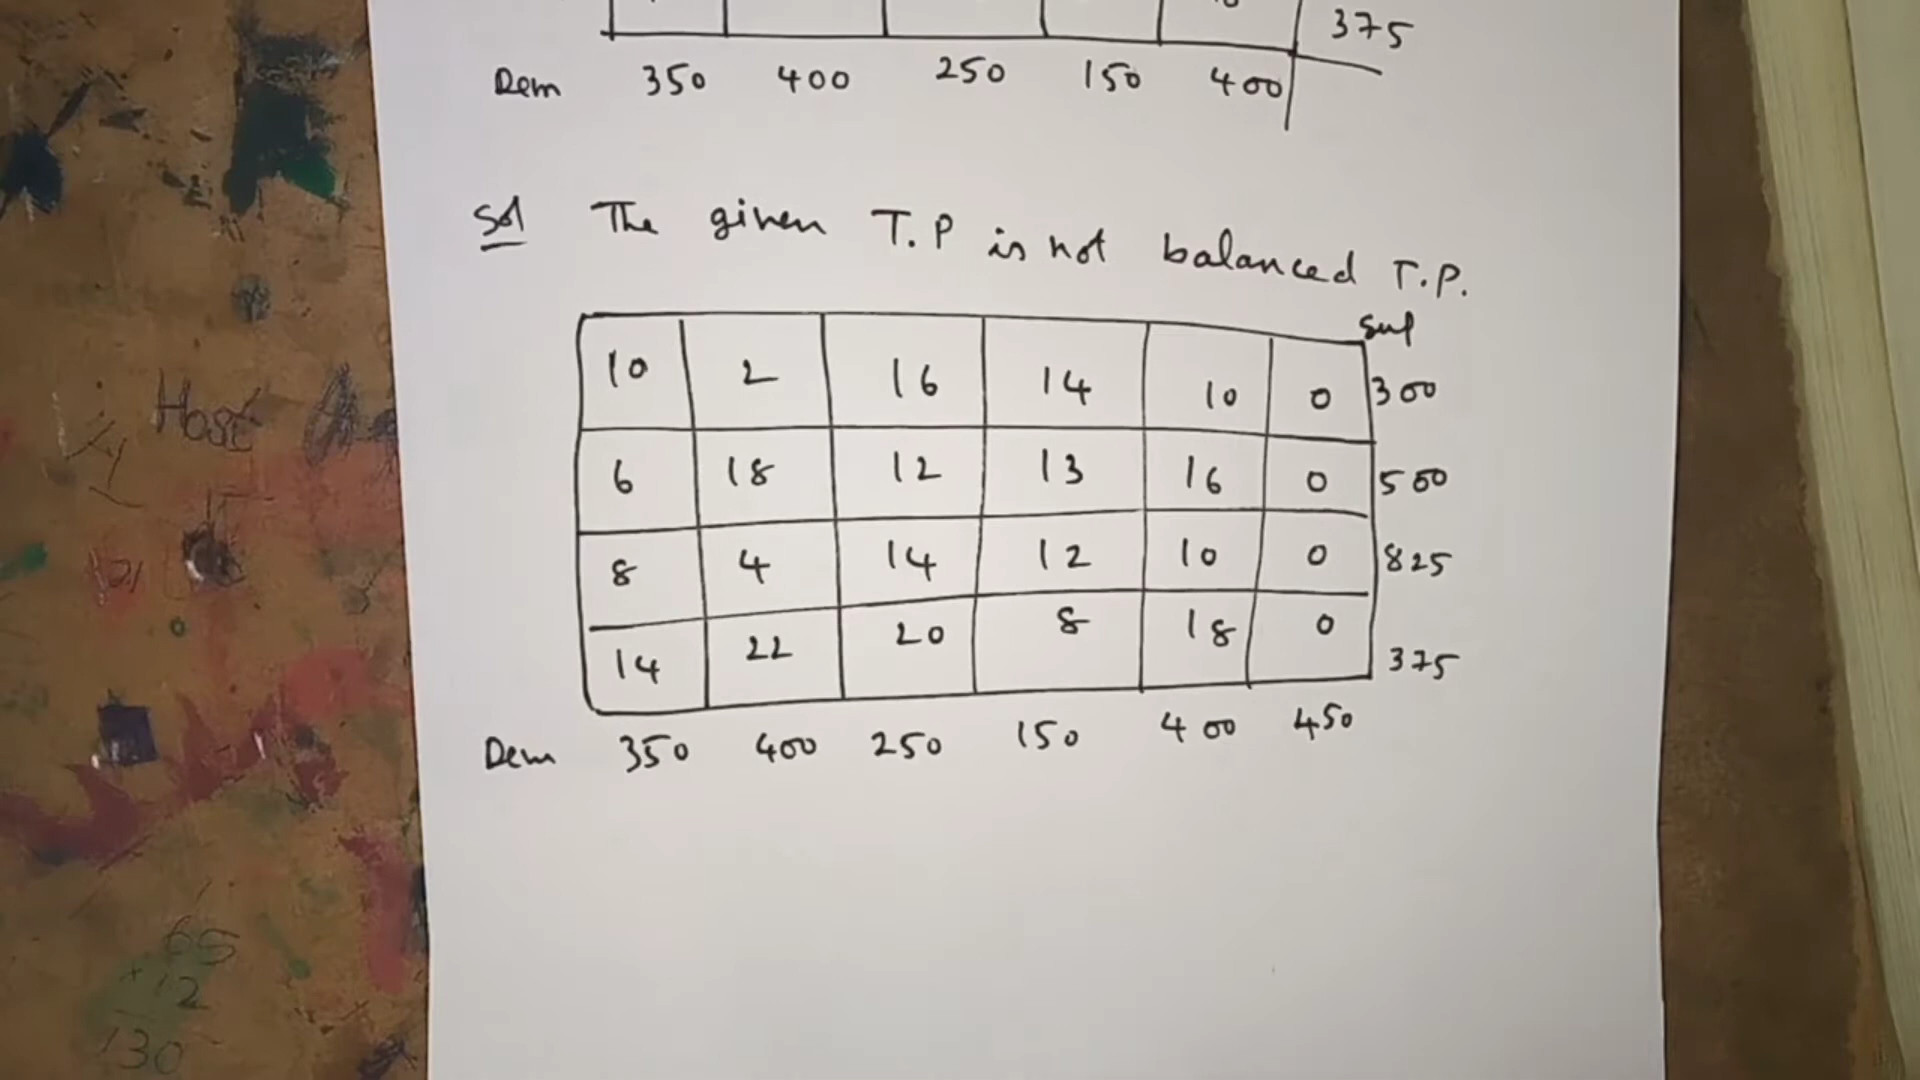 375
Dem 350 400 250 150 400
Sol The given T.P is not balanced T.P.
Sup
10 2 16 14 10 0 300
6 18 12 13 16 0 500
8 4 14 12 10 0 825
14 22 20 8 18 0 375
Dem 350 400 250 150 400 450
Host
65
+12
130